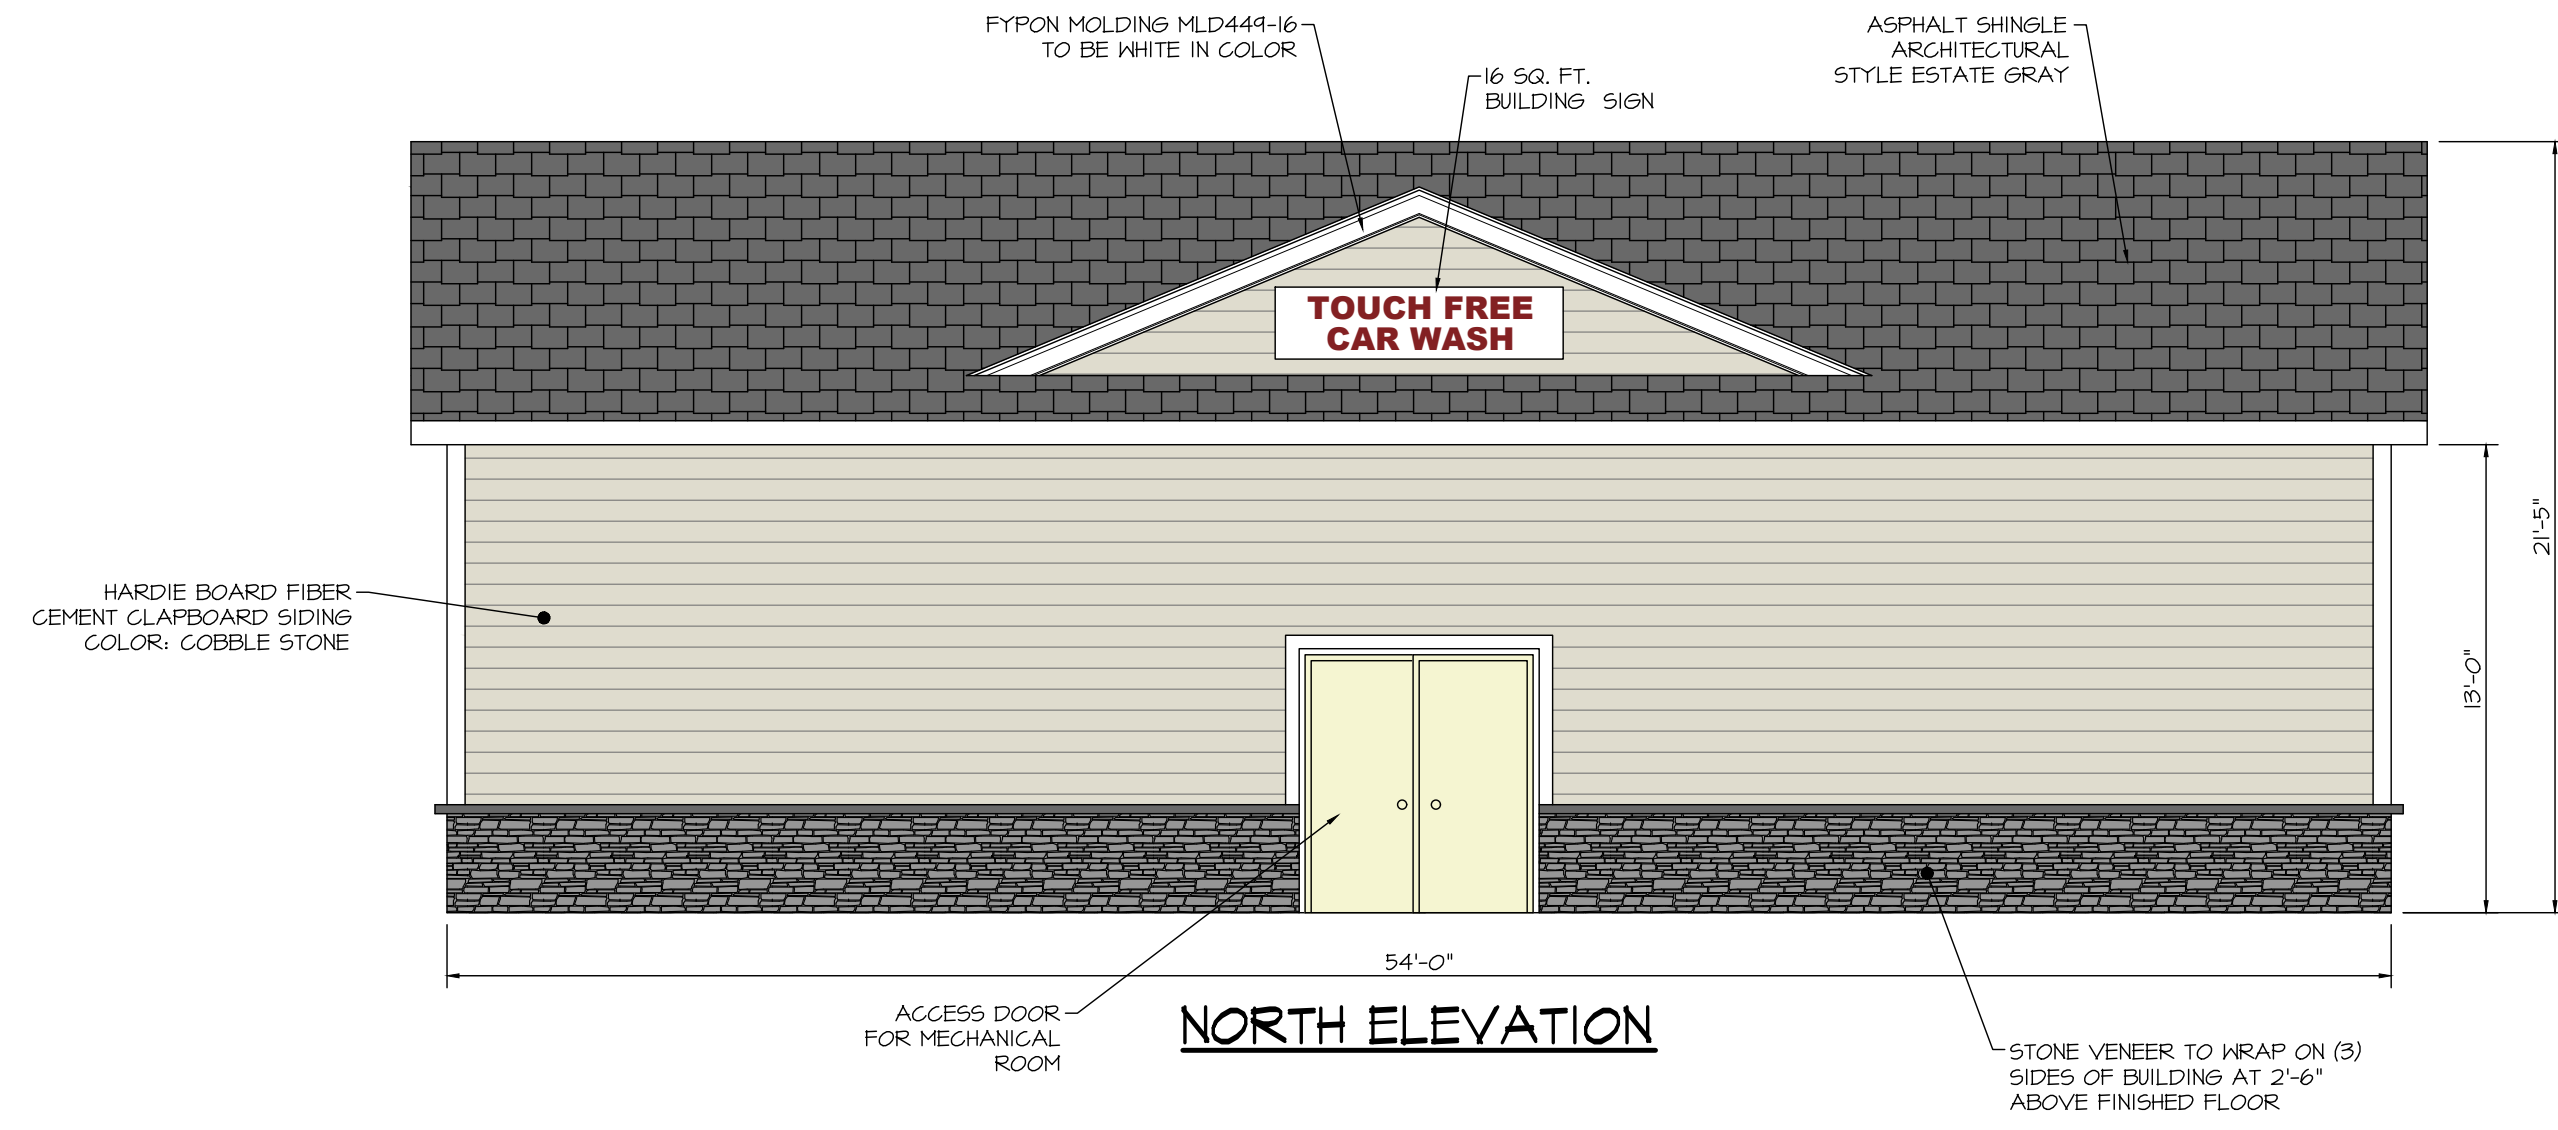 FYPON MOLDING MLD449-16
TO BE WHITE IN COLOR
16 SQ. FT.
BUILDING SIGN
ASPHALT SHINGLE
ARCHITECTURAL
STYLE ESTATE GRAY
TOUCH FREE
CAR WASH
21'-5"
13'-0"
HARDIE BOARD FIBER
CEMENT CLAPBOARD SIDING
COLOR: COBBLE STONE
54'-0"
ACCESS DOOR
FOR MECHANICAL
ROOM
NORTH ELEVATION
STONE VENEER TO WRAP ON (3)
SIDES OF BUILDING AT 2'-6"
ABOVE FINISHED FLOOR